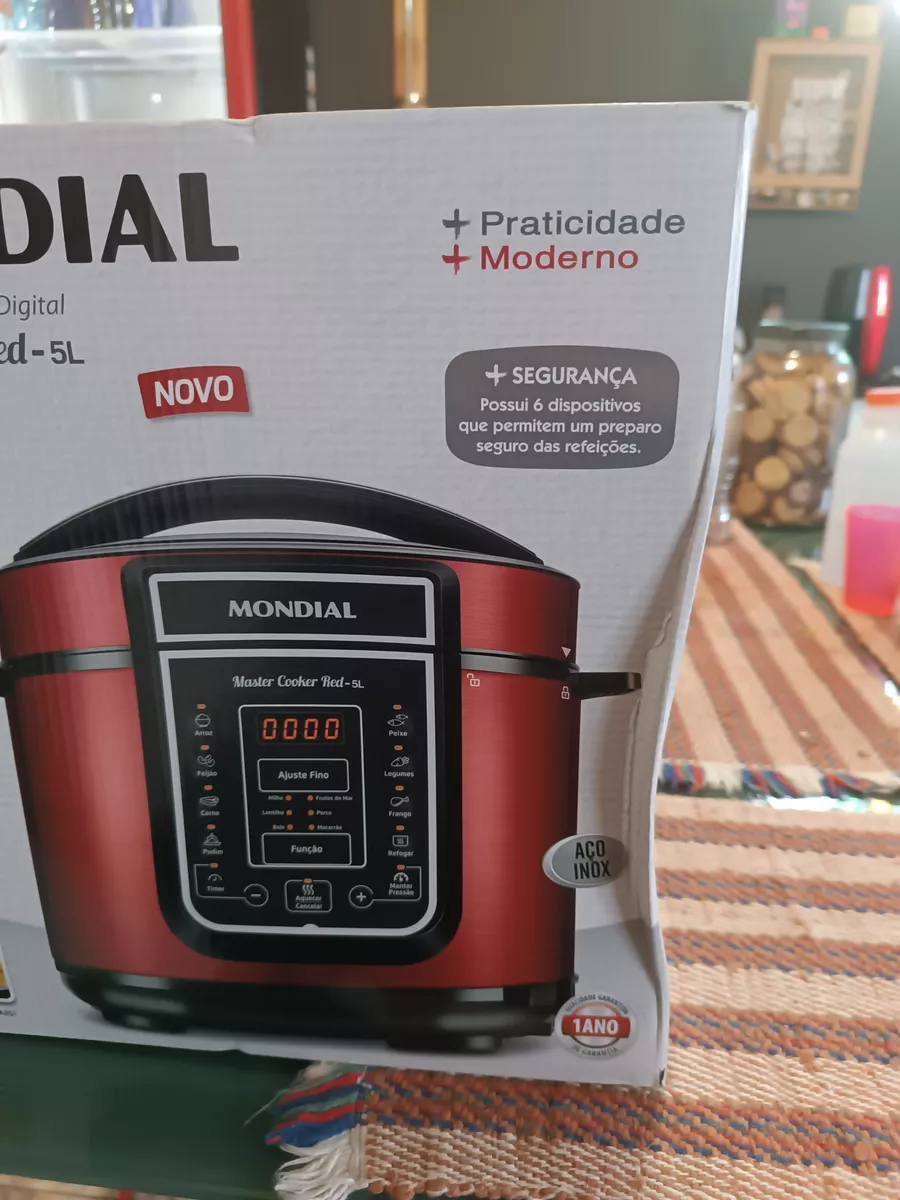 DIAL
Digital
ed-5L
+ Praticidade
+ Moderno
NOVO
+ SEGURANÇA
Possui 6 dispositivos
que permitem um preparo
seguro das refeições.
MONDIAL
Master Cooker Red-5L
0000
Ajuste Fino
Milho
Frutos do Mar
Lentilha
Porco
Bolo
Macarrão
Função
Arroz
Feijão
Carne
Pudim
Timer
Peixe
Legumes
Frango
Refogar
Manter
Pressão
Aquecer
Cancelar
AÇO
INOX
1ANO
DE GARANTIA